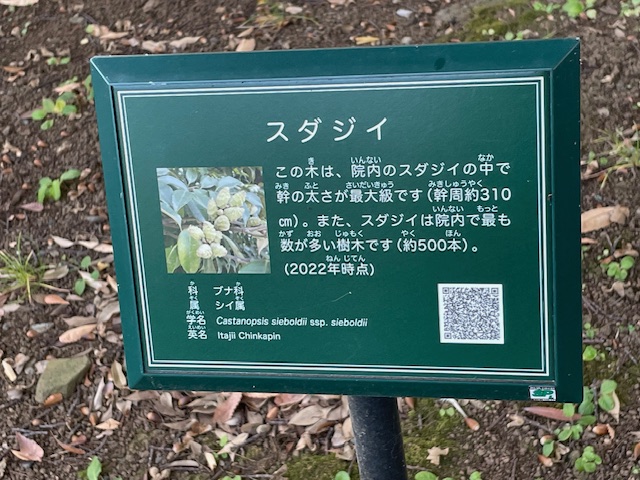 スダジイ
この木は、院内のスダジイの中で
幹の太さが最大級です(幹周約310
㎝)。また、スダジイは院内で最も
数が多い樹木です(約500本)。
(2022年時点)
科 ブナ科
属 シイ属
学名 Castanopsis sieboldii ssp. sieboldii
英名 Itajii Chinkapin